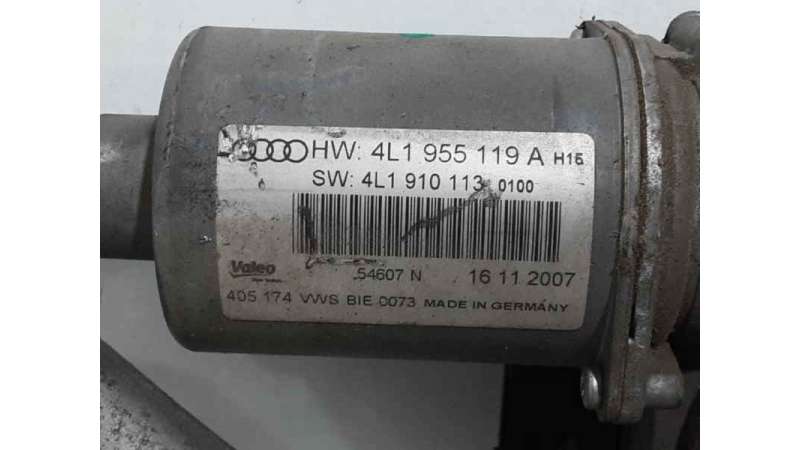 HW: 4L1 955 119 A H15
SW: 4L1 910 113 0100
Valeo
54607 N 16 11 2007
405 174 VWS BIE 0073 MADE IN GERMANY